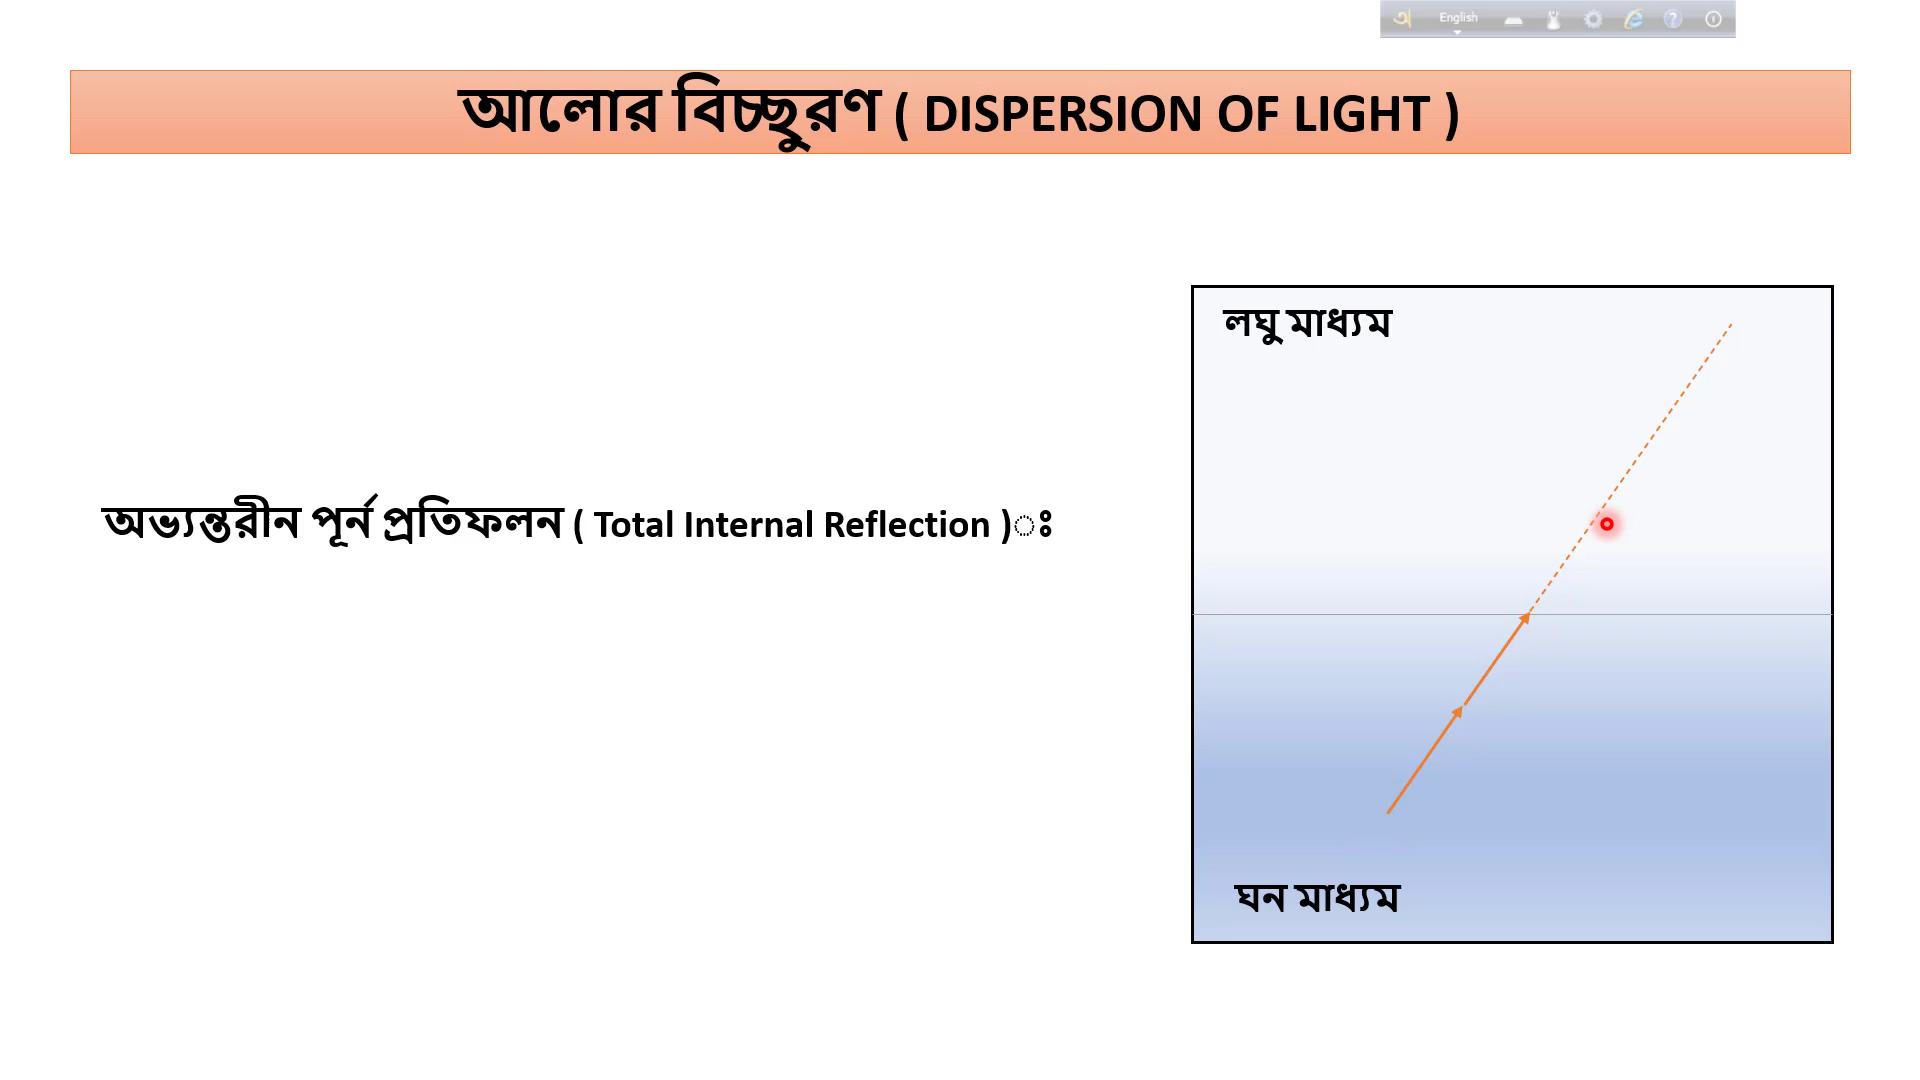 English
আলোর বিচ্ছুরণ ( DISPERSION OF LIGHT )
লঘু মাধ্যম
অভ্যন্তরীন পূর্ন প্রতিফলন ( Total Internal Reflection )ঃ
ঘন মাধ্যম